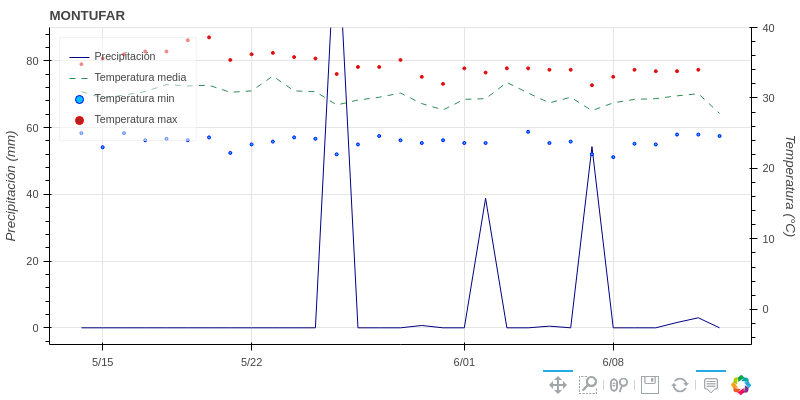 MONTUFAR
Precipitación
Temperatura media
Temperatura min
Temperatura max
Precipitación (mm)
80
60
40
20
0
Temperatura (°C)
40
30
20
10
0
5/15
5/22
6/01
6/08